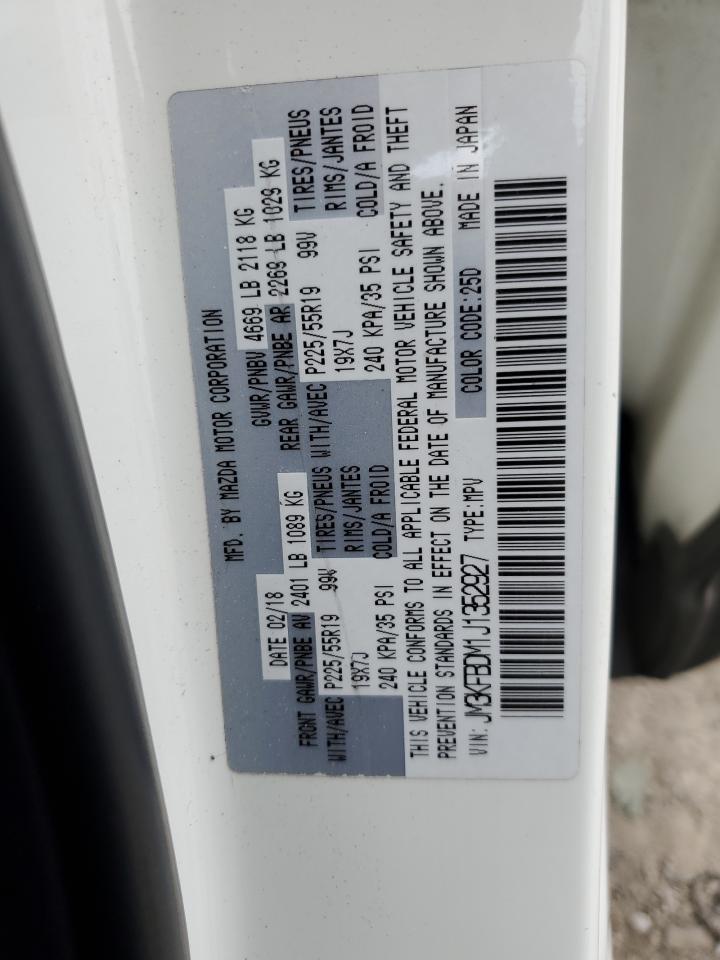 MFD. BY MAZDA MOTOR CORPORATION
DATE 02/18 GVWR/PNBV 4669 LB 2118 KG
FRONT GAWR/PNBE AV 2401 LB 1089 KG REAR GAWR/PNBE AR 2269 LB 1029 KG
WITH/AVEC P225/55R19 99V TIRES/PNEUS WITH/AVEC P225/55R19 99V TIRES/PNEUS
19X7J RIMS/JANTES 19X7J RIMS/JANTES
240 KPA/35 PSI COLD/A FROID 240 KPA/35 PSI COLD/A FROID
THIS VEHICLE CONFORMS TO ALL APPLICABLE FEDERAL MOTOR VEHICLE SAFETY AND THEFT
PREVENTION STANDARDS IN EFFECT ON THE DATE OF MANUFACTURE SHOWN ABOVE.
VIN: JM3KFBDM1J1352927 TYPE:MPV COLOR CODE:25D MADE IN JAPAN